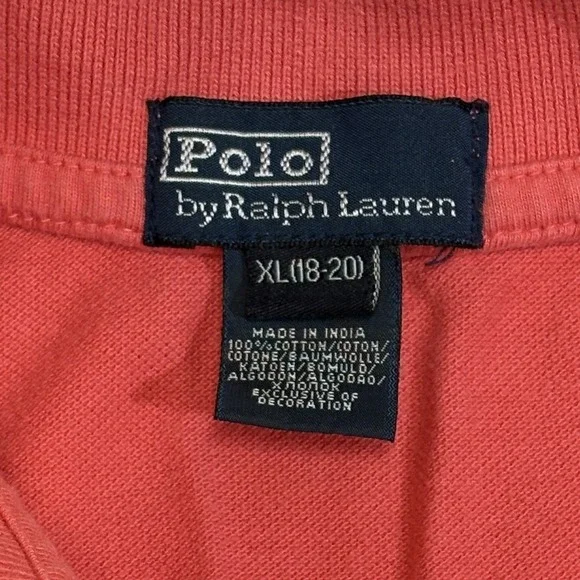 Polo
by Ralph Lauren
XL(18-20)
MADE IN INDIA
100%COTTON/COTON/
COTONE/BAUMWOLLE/
KATOEN/BOMULD/
ALGODON/ALGODAO/
ХЛОПОК
EXCLUSIVE OF
DECORATION